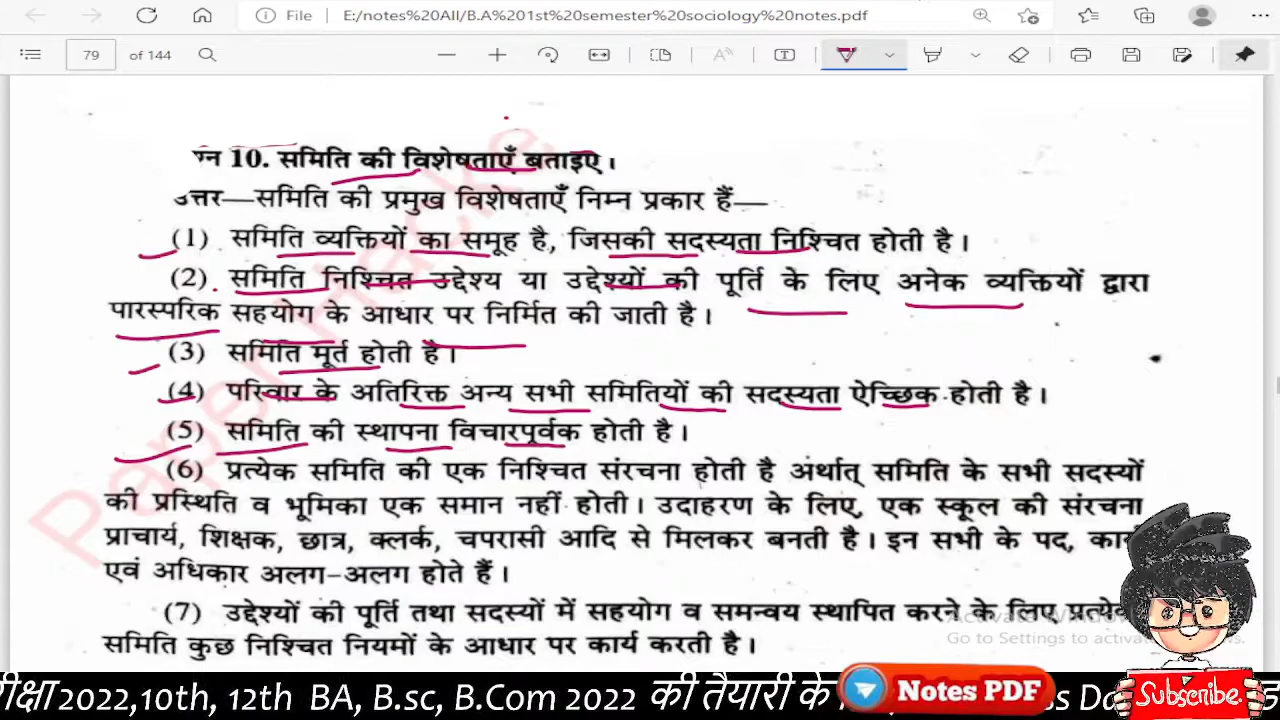 File E:/notes%20All/B.A%201st%20semester%20sociology%20notes.pdf
79 of 144
10. समिति की विशेषताएँ बताइए।
समिति की प्रमुख विशेषताएँ निम्न प्रकार हैं—
(1) समिति व्यक्तियों का समूह है, जिसकी सदस्यता निश्चित होती है।
(2) समिति निश्चित उद्देश्य या उद्देश्यों की पूर्ति के लिए अनेक व्यक्तियों द्वारा
पारस्परिक सहयोग के आधार पर निर्मित की जाती है।
(3) समिति मूर्त होती है।
(4) परिवार के अतिरिक्त अन्य सभी समितियों की सदस्यता ऐच्छिक होती है।
(5) समिति की स्थापना विचारपूर्वक होती है।
(6) प्रत्येक समिति की एक निश्चित संरचना होती है अर्थात् समिति के सभी सदस्यों
की प्रस्थिति व भूमिका एक समान नहीं होती। उदाहरण के लिए, एक स्कूल की संरचना
प्राचार्य, शिक्षक, छात्र, क्लर्क, चपरासी आदि से मिलकर बनती है। इन सभी के पद,
एवं अधिकार अलग-अलग होते हैं।
(7) उद्देश्यों की पूर्ति तथा सदस्यों में सहयोग व समन्वय स्थापित करने के लिए
समिति कुछ निश्चित नियमों के आधार पर कार्य करती है।
Activate
Go to Settings to
2022,10th, 12th BA, B.sc, B.Com 2022 की तैयारी के
Notes PDF
Subscribe